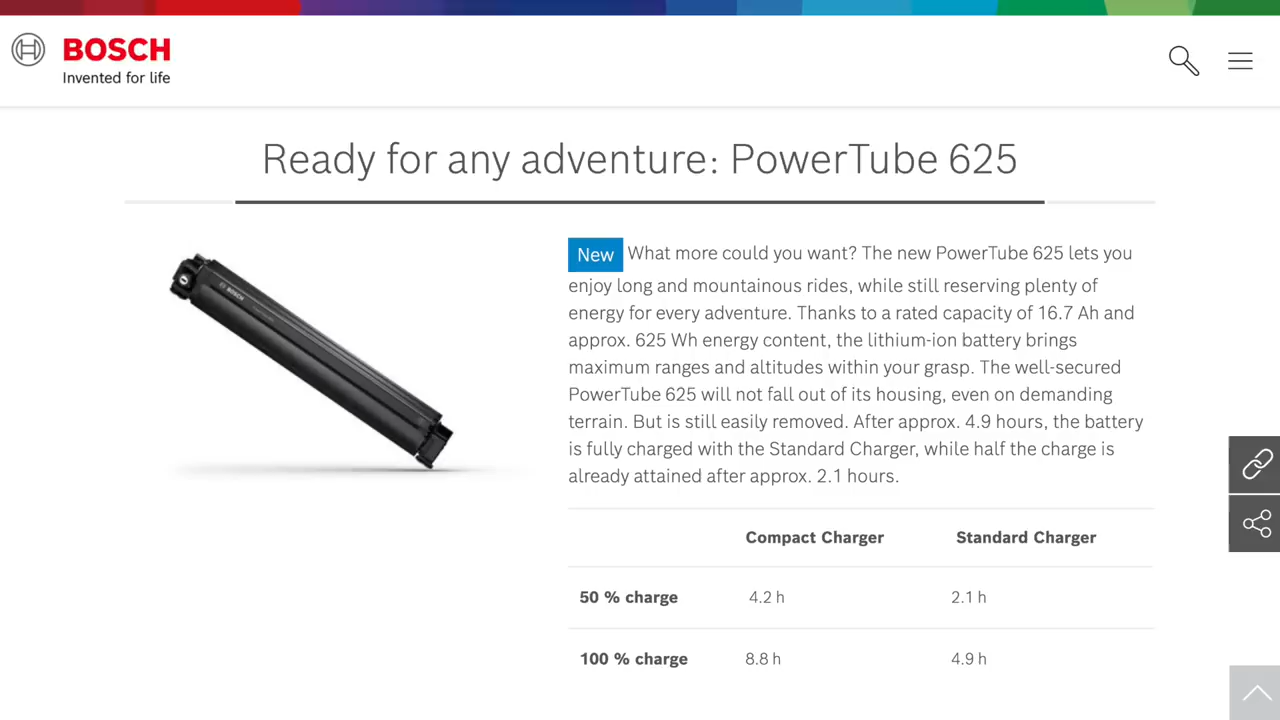 BOSCH
Invented for life
Ready for any adventure: PowerTube 625
BOSCH
New What more could you want? The new PowerTube 625 lets you
enjoy long and mountainous rides, while still reserving plenty of
energy for every adventure. Thanks to a rated capacity of 16.7 Ah and
approx. 625 Wh energy content, the lithium-ion battery brings
maximum ranges and altitudes within your grasp. The well-secured
PowerTube 625 will not fall out of its housing, even on demanding
terrain. But is still easily removed. After approx. 4.9 hours, the battery
is fully charged with the Standard Charger, while half the charge is
already attained after approx. 2.1 hours.
Compact Charger Standard Charger
50 % charge 4.2 h 2.1 h
100 % charge 8.8 h 4.9 h